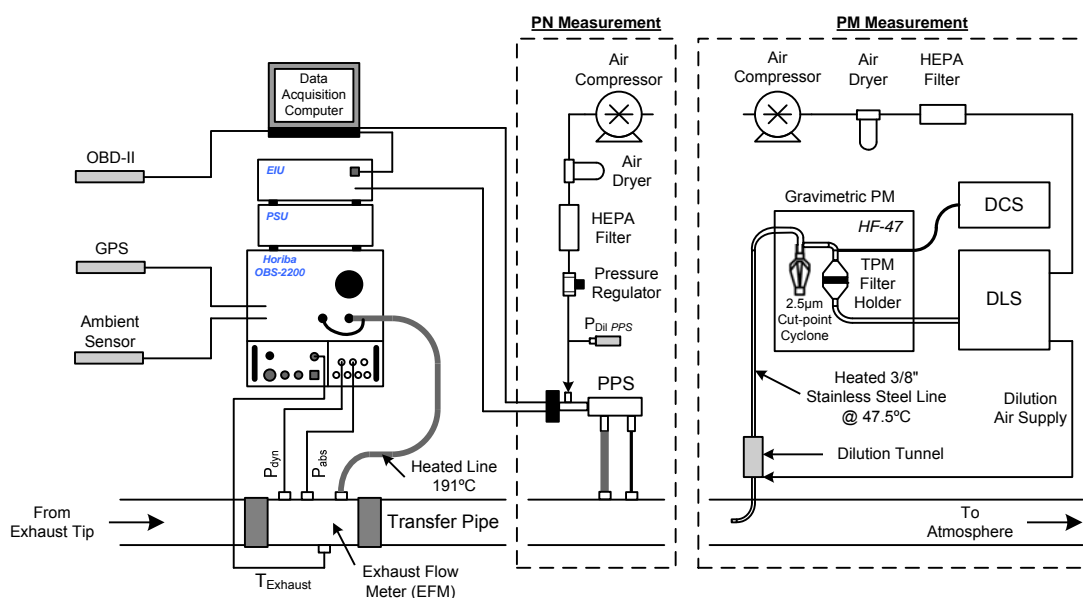 PN Measurement
PM Measurement
Data
Acquisition
Computer
OBD-II
EIU
PSU
GPS
Horiba
OBS-2200
Ambient
Sensor
Pdyn
Pabs
Heated Line
191ºC
From
Exhaust Tip
Transfer Pipe
TExhaust
Exhaust Flow
Meter (EFM)
Air
Compressor
Air
Dryer
HEPA
Filter
Pressure
Regulator
PDil PPS
PPS
Air
Compressor
Air
Dryer
HEPA
Filter
Gravimetric PM
HF-47
DCS
TPM
Filter
Holder
2.5µm
Cut-point
Cyclone
DLS
Heated 3/8"
Stainless Steel Line
@ 47.5ºC
Dilution
Air Supply
Dilution Tunnel
To
Atmosphere